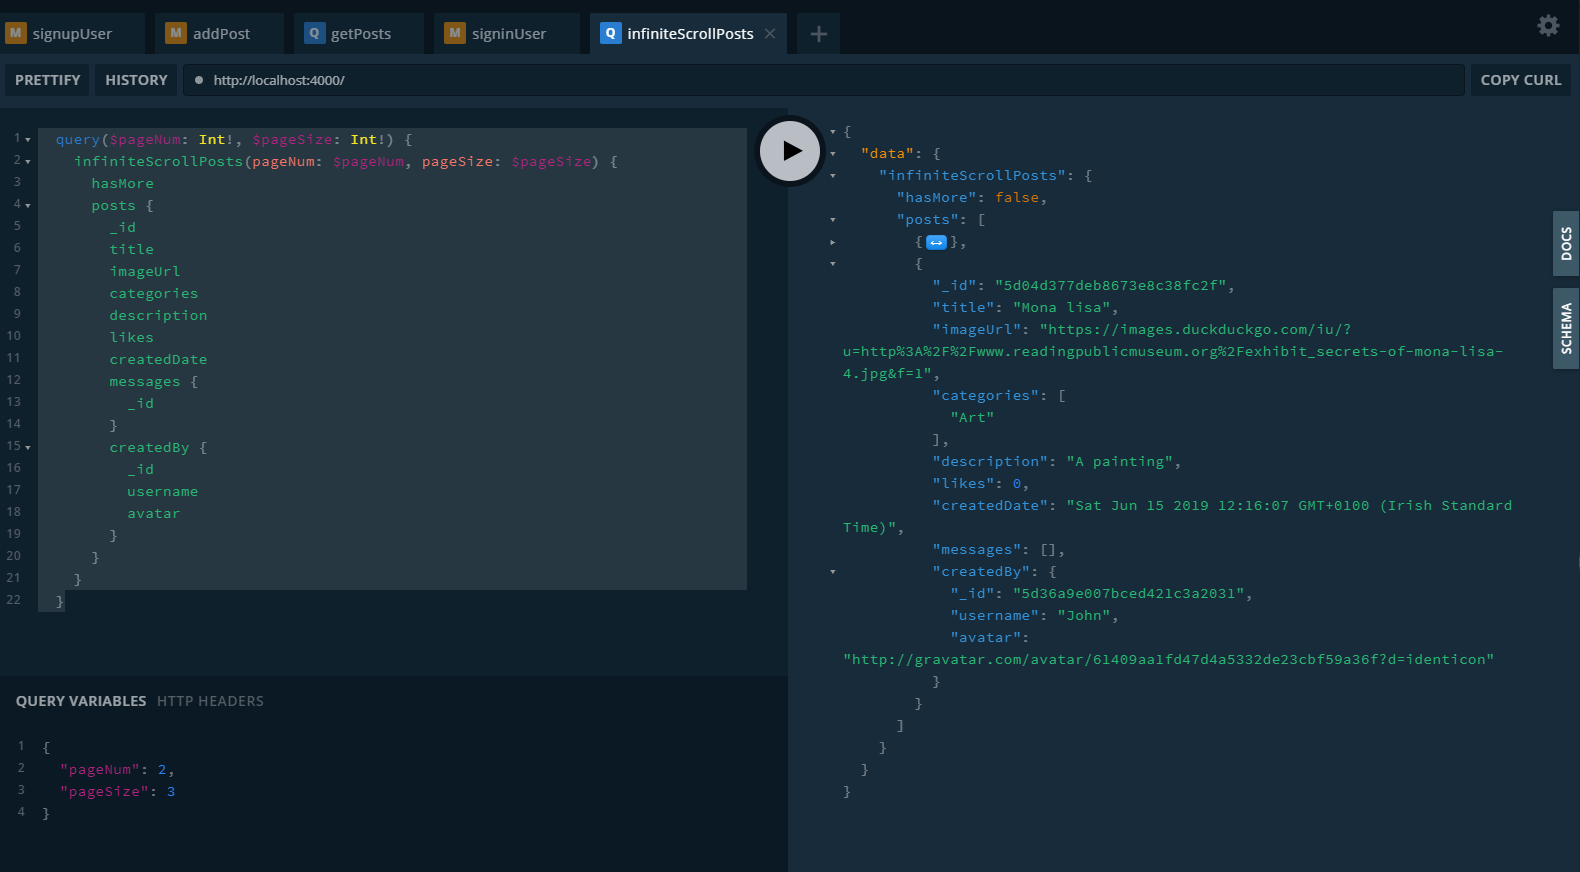 M signupUser M addPost Q getPosts M signinUser Q infiniteScrollPosts × +
PRETTIFY HISTORY http://localhost:4000/ COPY CURL
1 query($pageNum: Int!, $pageSize: Int!) {
2 infiniteScrollPosts(pageNum: $pageNum, pageSize: $pageSize) {
3 hasMore
4 posts {
5 _id
6 title
7 imageUrl
8 categories
9 description
10 likes
11 createdDate
12 messages {
13 _id
14 }
15 createdBy {
16 _id
17 username
18 avatar
19 }
20 }
21 }
22 }
QUERY VARIABLES HTTP HEADERS
1 {
2 "pageNum": 2,
3 "pageSize": 3
4 }
{
"data": {
"infiniteScrollPosts": {
"hasMore": false,
"posts": [
{↔},
{
"_id": "5d04d377deb8673e8c38fc2f",
"title": "Mona lisa",
"imageUrl": "https://images.duckduckgo.com/iu/?
u=http%3A%2F%2Fwww.readingpublicmuseum.org%2Fexhibit_secrets-of-mona-lisa-
4.jpg&f=1",
"categories": [
"Art"
],
"description": "A painting",
"likes": 0,
"createdDate": "Sat Jun 15 2019 12:16:07 GMT+0100 (Irish Standard
Time)",
"messages": [],
"createdBy": {
"_id": "5d36a9e007bced421c3a2031",
"username": "John",
"avatar":
"http://gravatar.com/avatar/61409aa1fd47d4a5332de23cbf59a36f?d=identicon"
}
}
]
}
}
}
DOCS
SCHEMA